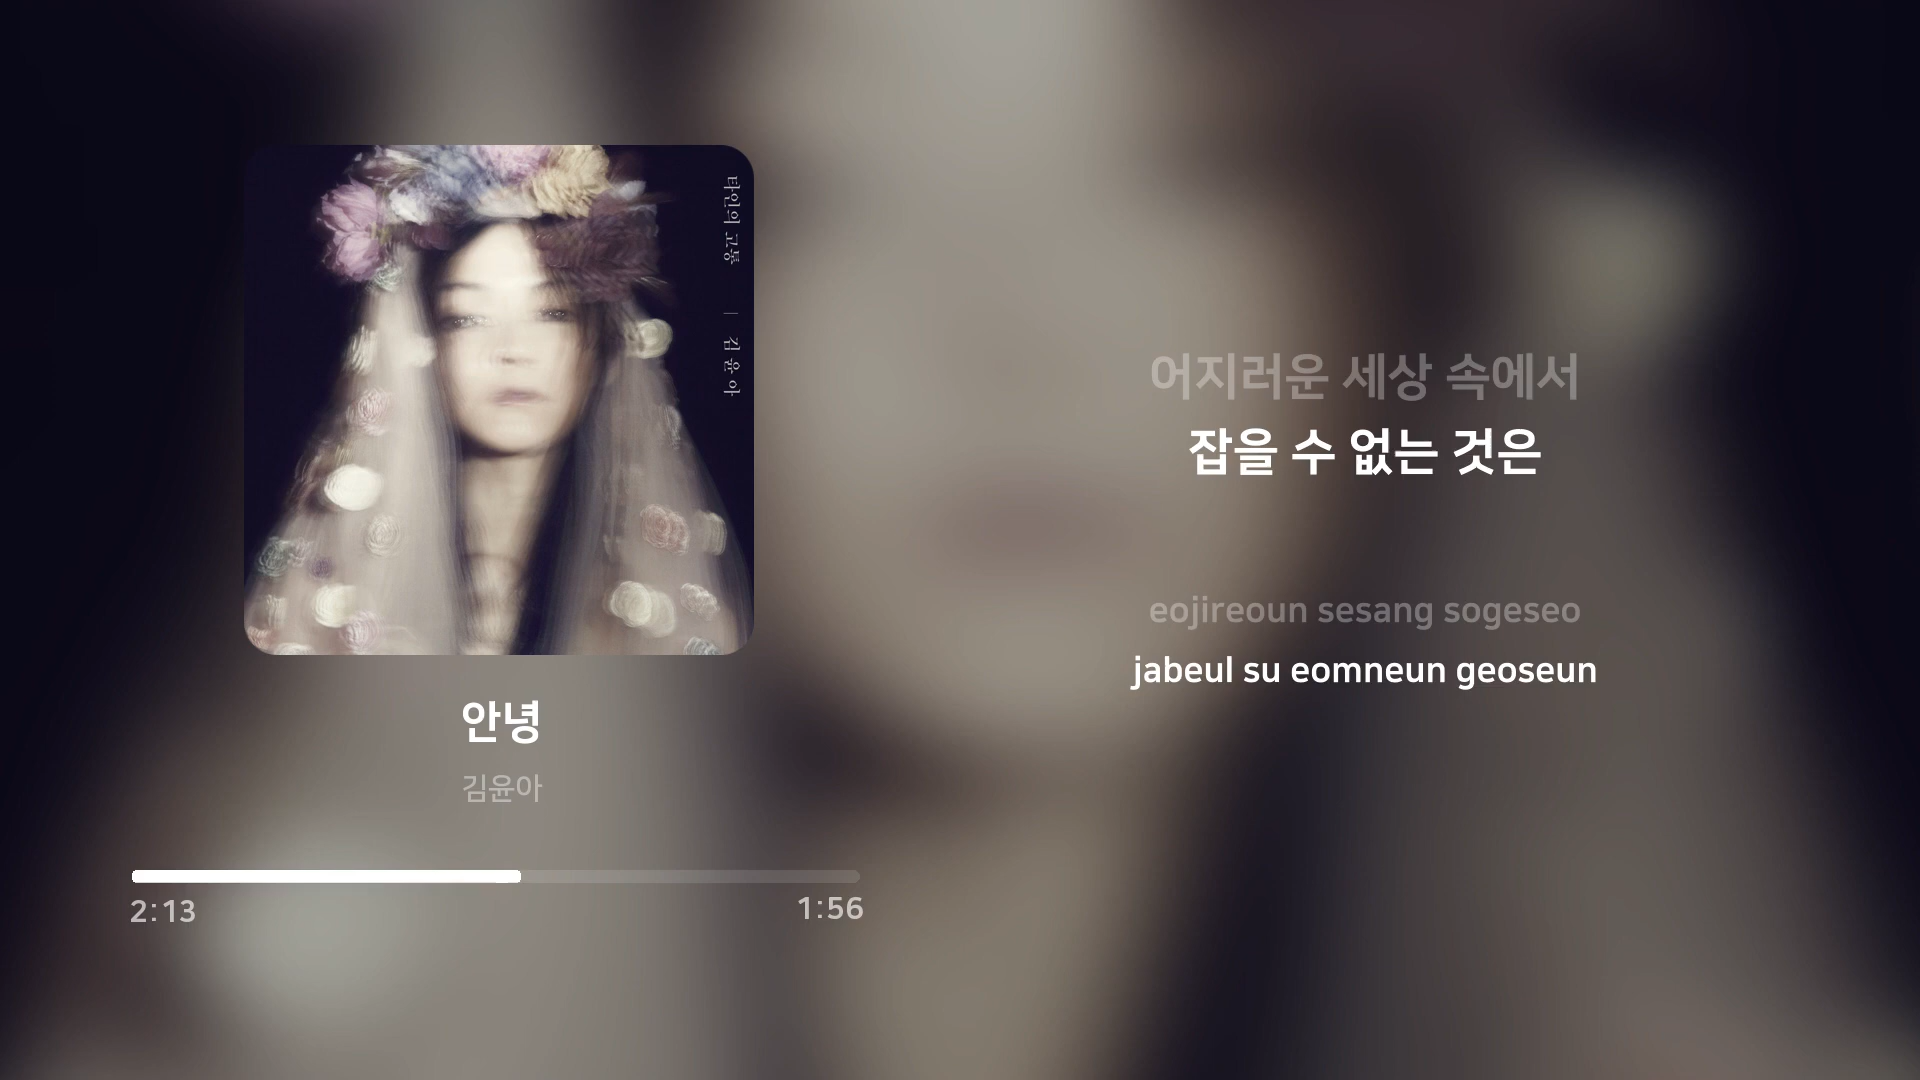 타인의 고통 | 김윤아
안녕
김윤아
2:13
1:56
어지러운 세상 속에서
잡을 수 없는 것은
eojireoun sesang sogeseo
jabeul su eomneun geoseun